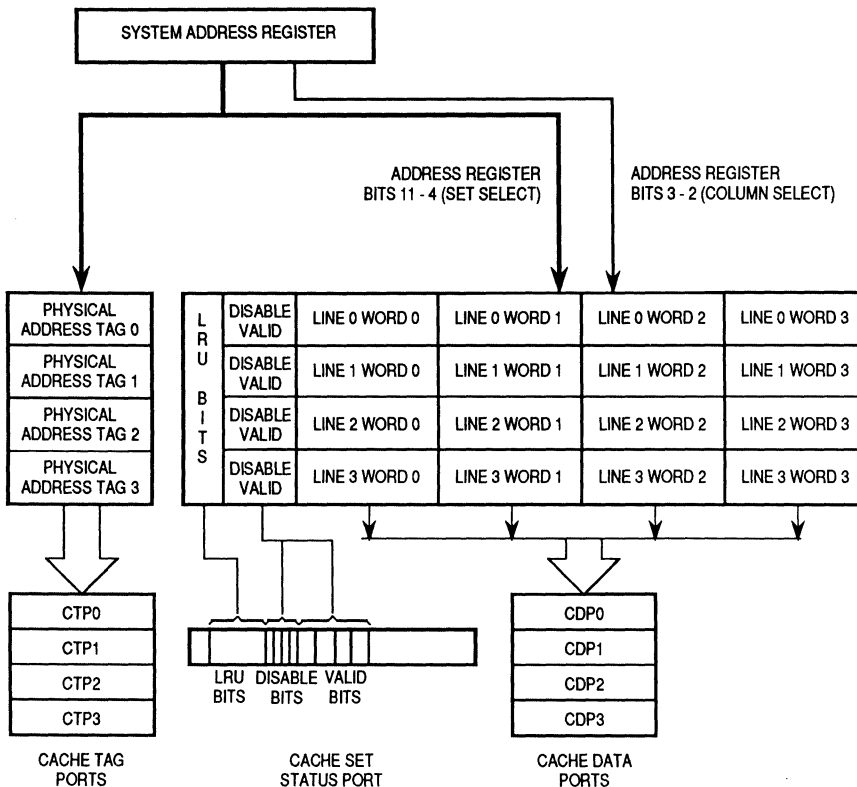 SYSTEM ADDRESS REGISTER
ADDRESS REGISTER
BITS 11 - 4 (SET SELECT)
ADDRESS REGISTER
BITS 3 - 2 (COLUMN SELECT)
PHYSICAL
ADDRESS TAG 0
PHYSICAL
ADDRESS TAG 1
PHYSICAL
ADDRESS TAG 2
PHYSICAL
ADDRESS TAG 3
LRU BITS
DISABLE
VALID
LINE 0 WORD 0
LINE 0 WORD 1
LINE 0 WORD 2
LINE 0 WORD 3
DISABLE
VALID
LINE 1 WORD 0
LINE 1 WORD 1
LINE 1 WORD 2
LINE 1 WORD 3
DISABLE
VALID
LINE 2 WORD 0
LINE 2 WORD 1
LINE 2 WORD 2
LINE 2 WORD 3
DISABLE
VALID
LINE 3 WORD 0
LINE 3 WORD 1
LINE 3 WORD 2
LINE 3 WORD 3
CTP0
CTP1
CTP2
CTP3
CACHE TAG
PORTS
LRU
BITS
DISABLE
BITS
VALID
BITS
CACHE SET
STATUS PORT
CDP0
CDP1
CDP2
CDP3
CACHE DATA
PORTS